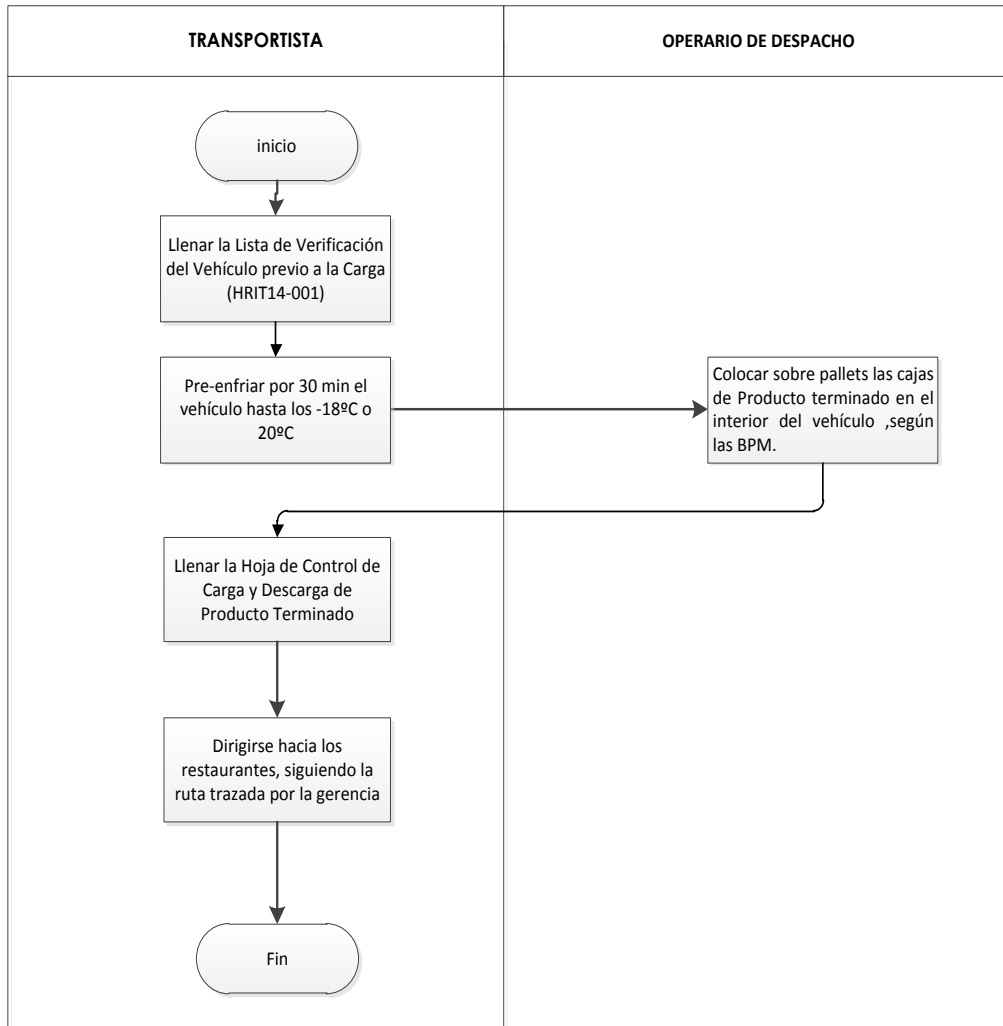 TRANSPORTISTA
OPERARIO DE DESPACHO
inicio
Llenar la Lista de Verificación
del Vehículo previo a la Carga
(HRIT14-001)
Pre-enfriar por 30 min el
vehículo hasta los -18ºC o
20ºC
Colocar sobre pallets las cajas
de Producto terminado en el
interior del vehículo ,según
las BPM.
Llenar la Hoja de Control de
Carga y Descarga de
Producto Terminado
Dirigirse hacia los
restaurantes, siguiendo la
ruta trazada por la gerencia
Fin